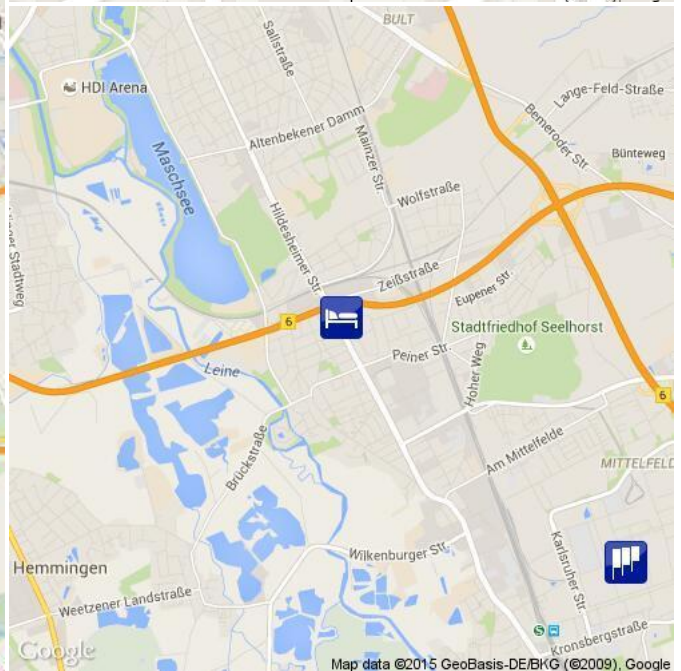 BULT
Sallstraße
HDI Arena
Lange-Feld-Straße
Altenbekener Damm
Mainzer Str.
Bemeroder Str
Bünteweg
Maschsee
Wolfstraße
Hildesheimer Str.
Stadtweg
Zeißstraße
Eupener Str.
6
Stadtfriedhof Seelhorst
Peiner Str.
Leine
Hoher Weg
6
Brückstraße
Am Mittelfelde
MITTELFELD
Wilkenburger Str.
Karlsruher Str
Hemmingen
Weetzener Landstraße
S
Kronsbergstraße
Google
Map data ©2015 GeoBasis-DE/BKG (©2009), Google